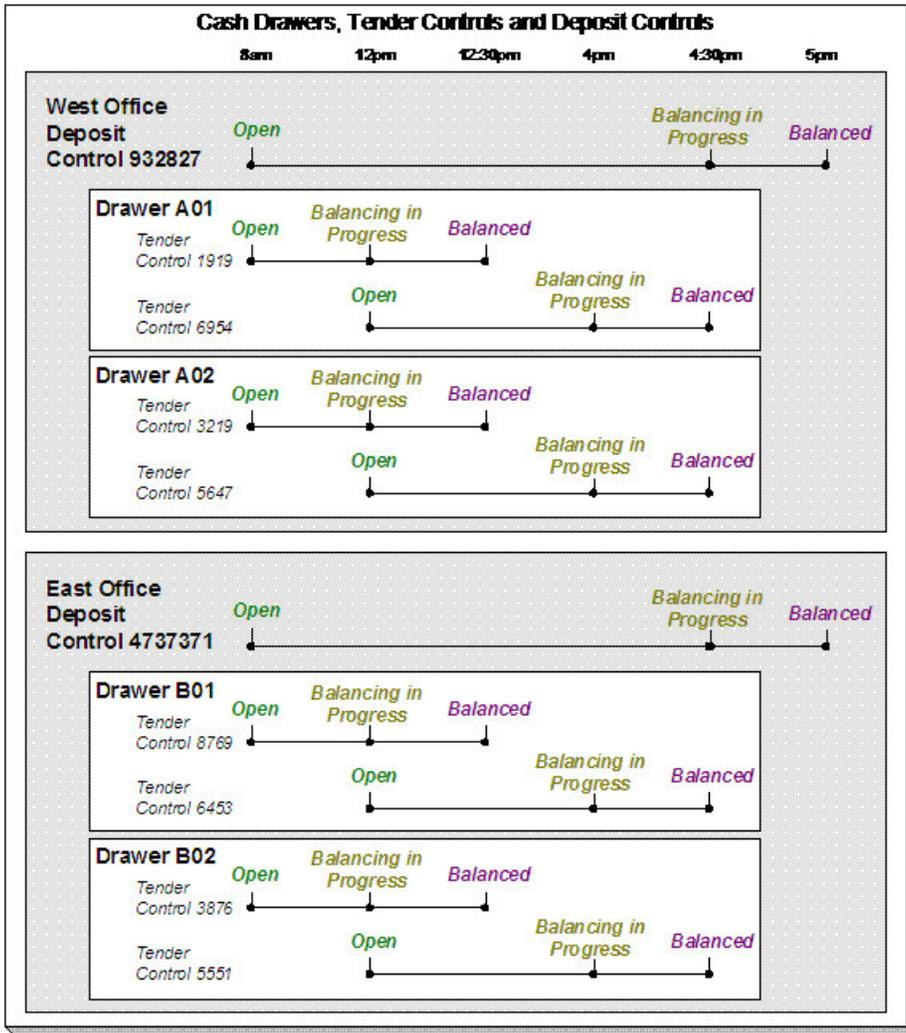 Cash Drawers, Tender Controls and Deposit Controls
8am 12pm 12:30pm 4pm 4:30pm 5pm
West Office
Deposit
Control 932827
Open
Balancing in
Progress
Balanced
Drawer A01
Tender
Control 1919
Open
Balancing in
Progress
Balanced
Tender
Control 6954
Open
Balancing in
Progress
Balanced
Drawer A02
Tender
Control 3219
Open
Balancing in
Progress
Balanced
Tender
Control 5647
Open
Balancing in
Progress
Balanced
East Office
Deposit
Control 4737371
Open
Balancing in
Progress
Balanced
Drawer B01
Tender
Control 8769
Open
Balancing in
Progress
Balanced
Tender
Control 6453
Open
Balancing in
Progress
Balanced
Drawer B02
Tender
Control 3876
Open
Balancing in
Progress
Balanced
Tender
Control 5551
Open
Balancing in
Progress
Balanced